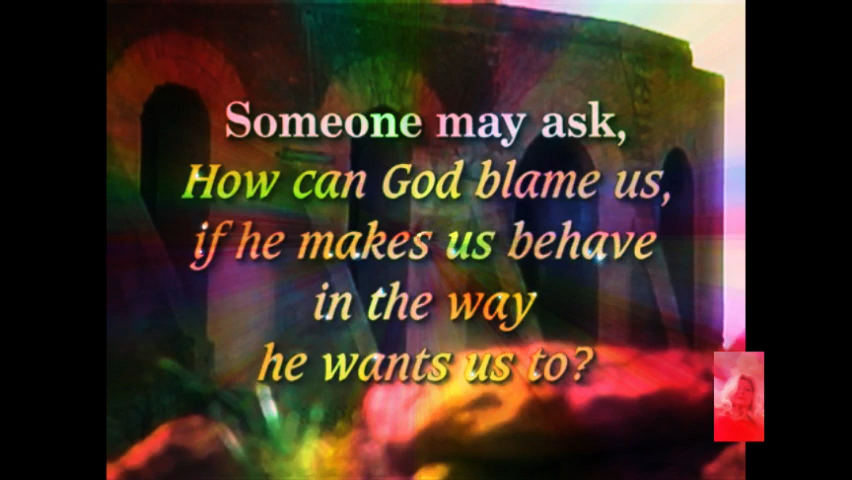 Someone may ask,
How can God blame us,
if he makes us behave
in the way
he wants us to?